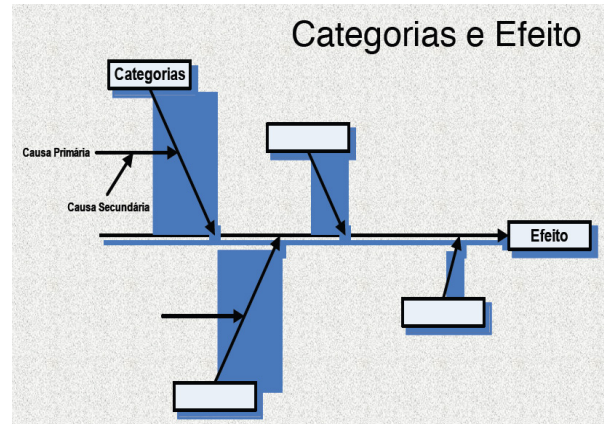 Categorias e Efeito
Categorias
Causa Primária
Causa Secundária
Efeito